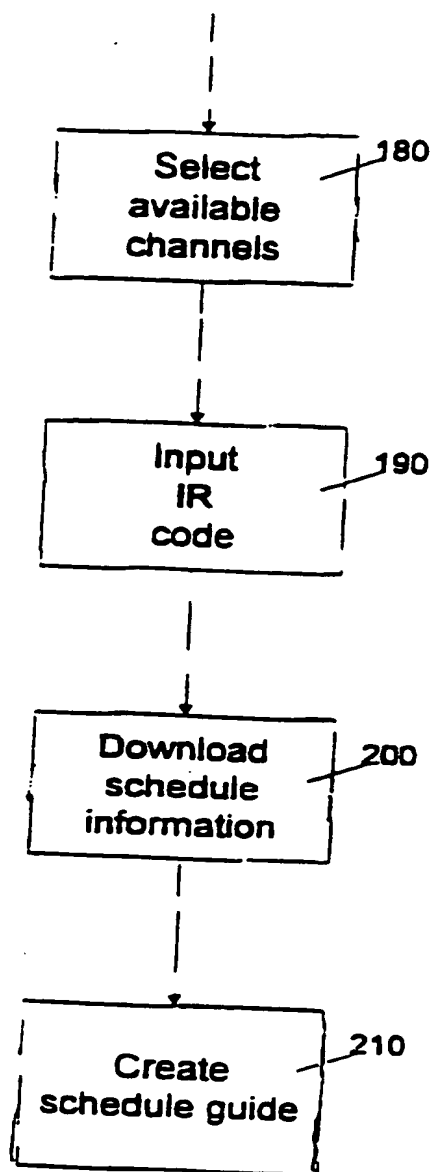 Select
available
channels
180
Input
IR
code
190
Download
schedule
information
200
Create
schedule guide
210